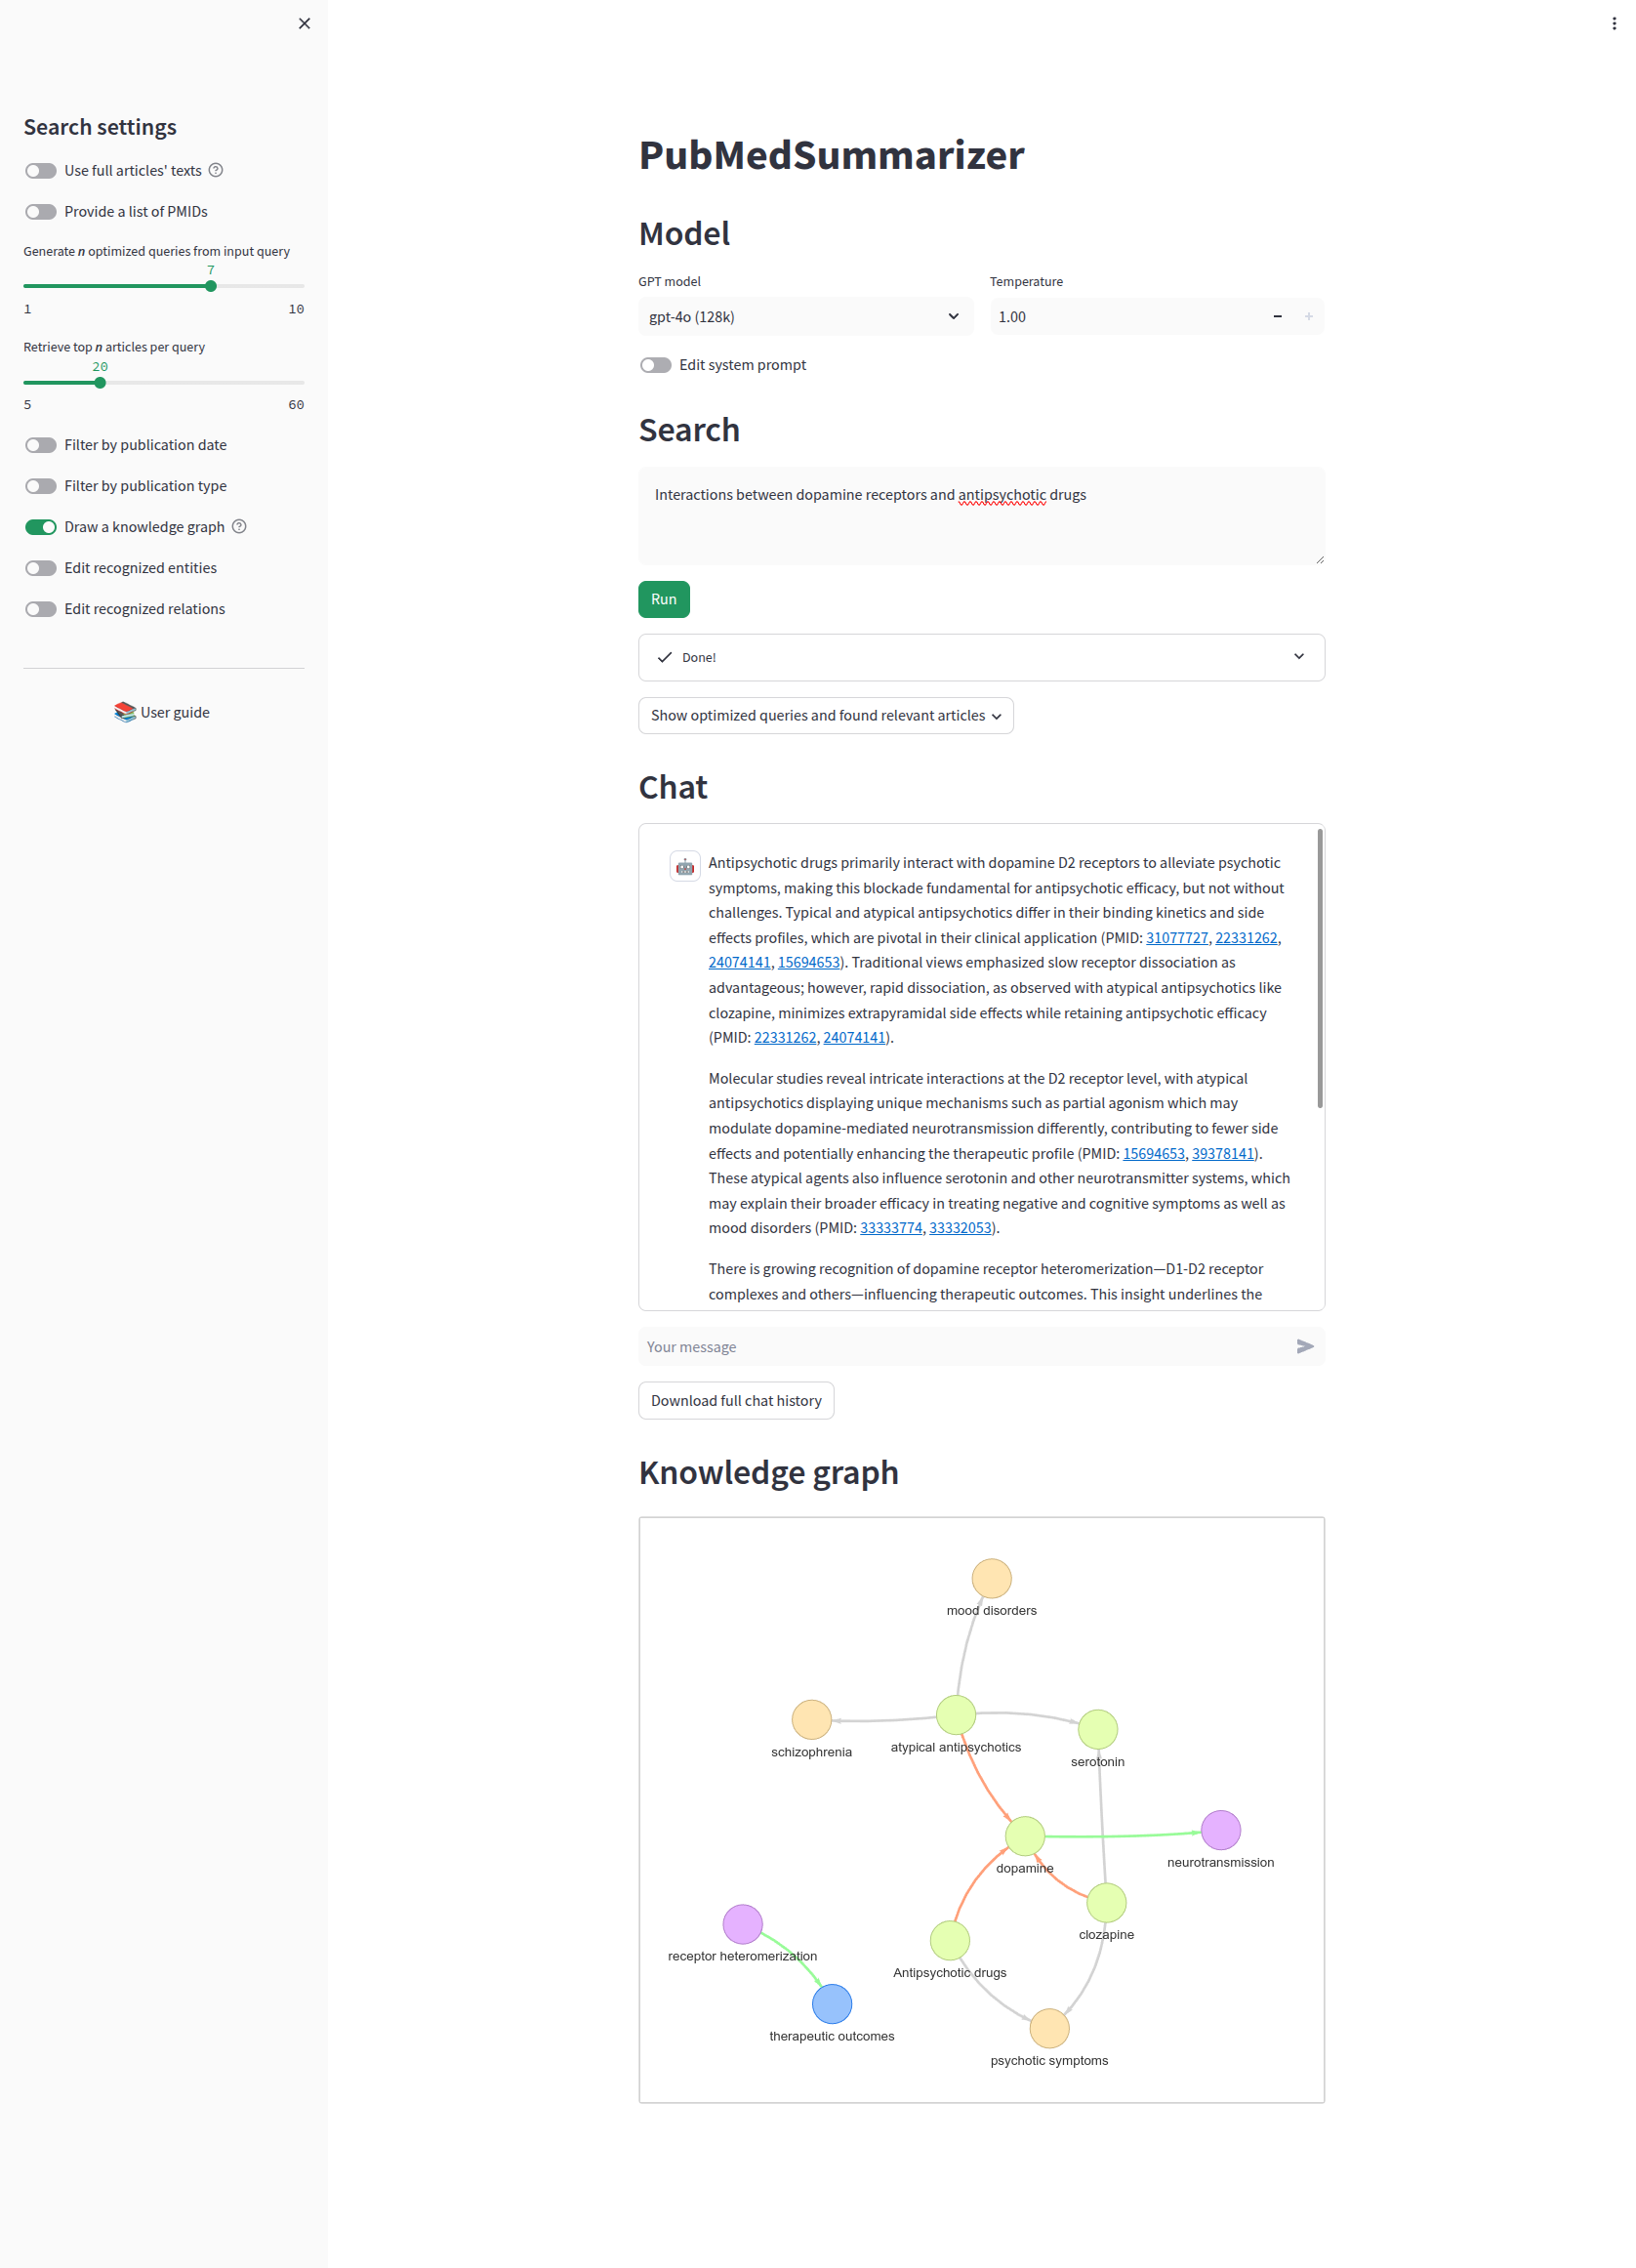 Search settings
Use full articles' texts
Provide a list of PMIDs
Generate n optimized queries from input query
7
1 10
Retrieve top n articles per query
20
5 60
Filter by publication date
Filter by publication type
Draw a knowledge graph
Edit recognized entities
Edit recognized relations
User guide
PubMedSummarizer
Model
GPT model Temperature
gpt-4o (128k) 1.00
Edit system prompt
Search
Interactions between dopamine receptors and antipsychotic drugs
Run
Done!
Show optimized queries and found relevant articles
Chat
Antipsychotic drugs primarily interact with dopamine D2 receptors to alleviate psychotic
symptoms, making this blockade fundamental for antipsychotic efficacy, but not without
challenges. Typical and atypical antipsychotics differ in their binding kinetics and side
effects profiles, which are pivotal in their clinical application (PMID: 31077727, 22331262,
24074141, 15694653). Traditional views emphasized slow receptor dissociation as
advantageous; however, rapid dissociation, as observed with atypical antipsychotics like
clozapine, minimizes extrapyramidal side effects while retaining antipsychotic efficacy
(PMID: 22331262, 24074141).
Molecular studies reveal intricate interactions at the D2 receptor level, with atypical
antipsychotics displaying unique mechanisms such as partial agonism which may
modulate dopamine-mediated neurotransmission differently, contributing to fewer side
effects and potentially enhancing the therapeutic profile (PMID: 15694653, 39378141).
These atypical agents also influence serotonin and other neurotransmitter systems, which
may explain their broader efficacy in treating negative and cognitive symptoms as well as
mood disorders (PMID: 33333774, 33332053).
There is growing recognition of dopamine receptor heteromerization—D1-D2 receptor
complexes and others—influencing therapeutic outcomes. This insight underlines the
Your message
Download full chat history
Knowledge graph
mood disorders
schizophrenia
atypical antipsychotics
serotonin
dopamine
neurotransmission
clozapine
receptor heteromerization
Antipsychotic drugs
therapeutic outcomes
psychotic symptoms